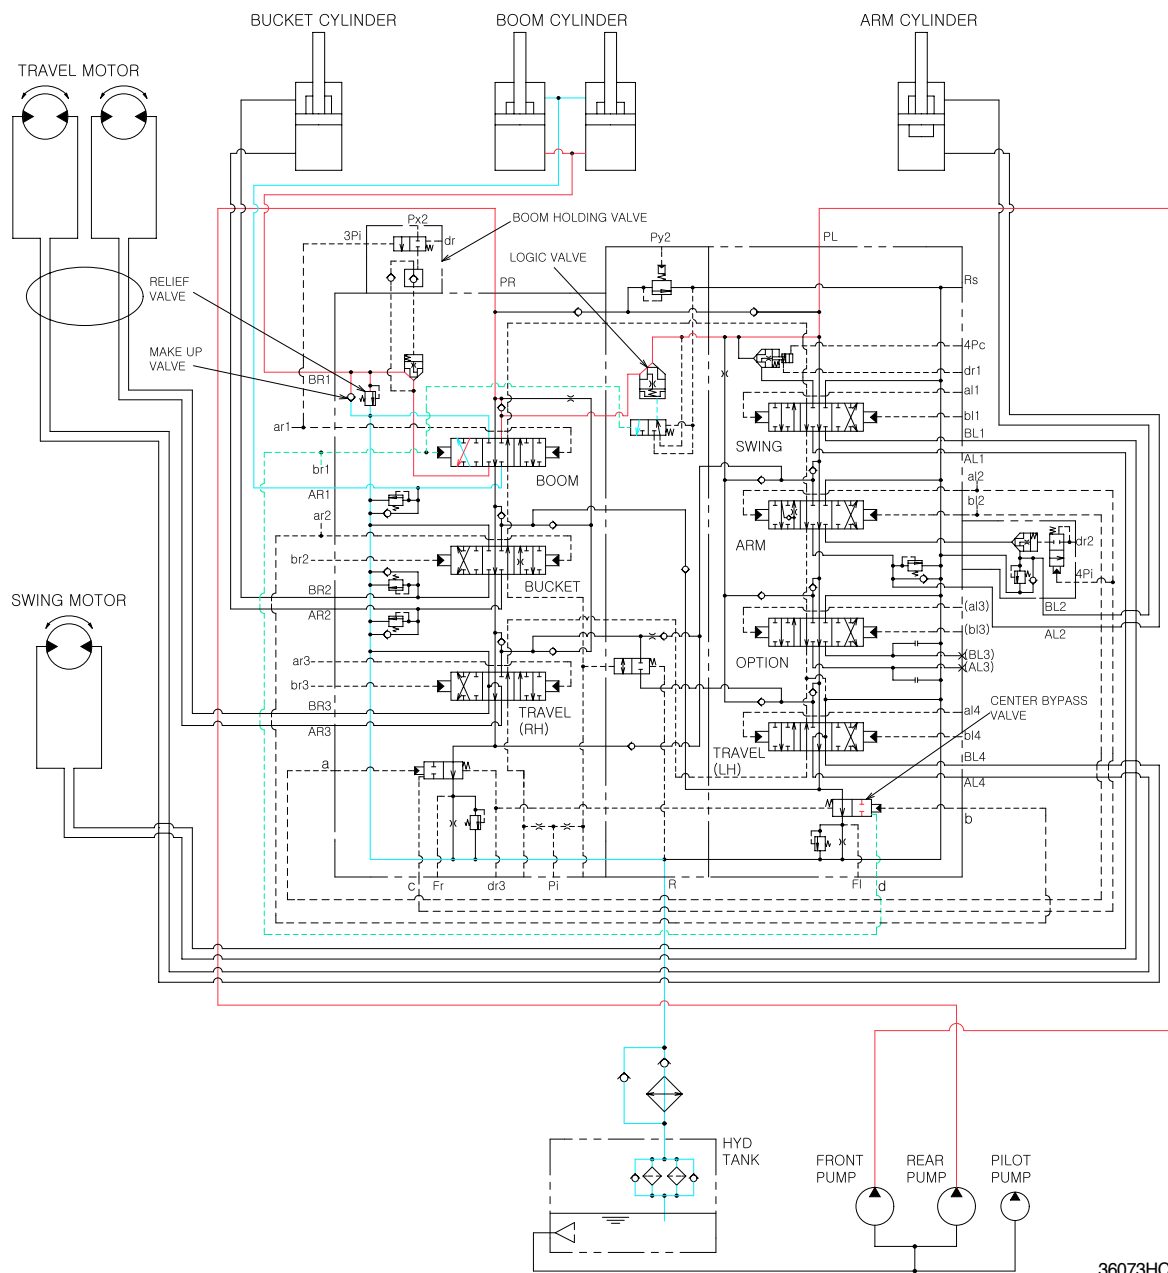 BUCKET CYLINDER
BOOM CYLINDER
ARM CYLINDER
TRAVEL MOTOR
Px2
BOOM HOLDING VALVE
3Pi
dr
Py2
PL
LOGIC VALVE
RELIEF
VALVE
PR
Rs
MAKE UP
VALVE
4Pc
dr1
BR1
al1
bl1
ar1
SWING
BL1
AL1
br1
BOOM
al2
AR1
bl2
ar2
ARM
dr2
br2
4Pi
BUCKET
BR2
BL2
SWING MOTOR
AR2
(al3)
(bl3)
AL2
ar3
OPTION
(BL3)
(AL3)
br3
BR3
TRAVEL
(RH)
CENTER BYPASS
VALVE
al4
AR3
bl4
TRAVEL
(LH)
BL4
a
AL4
b
c
Fr
dr3
Pi
R
Fl
d
HYD
TANK
FRONT
PUMP
REAR
PUMP
PILOT
PUMP